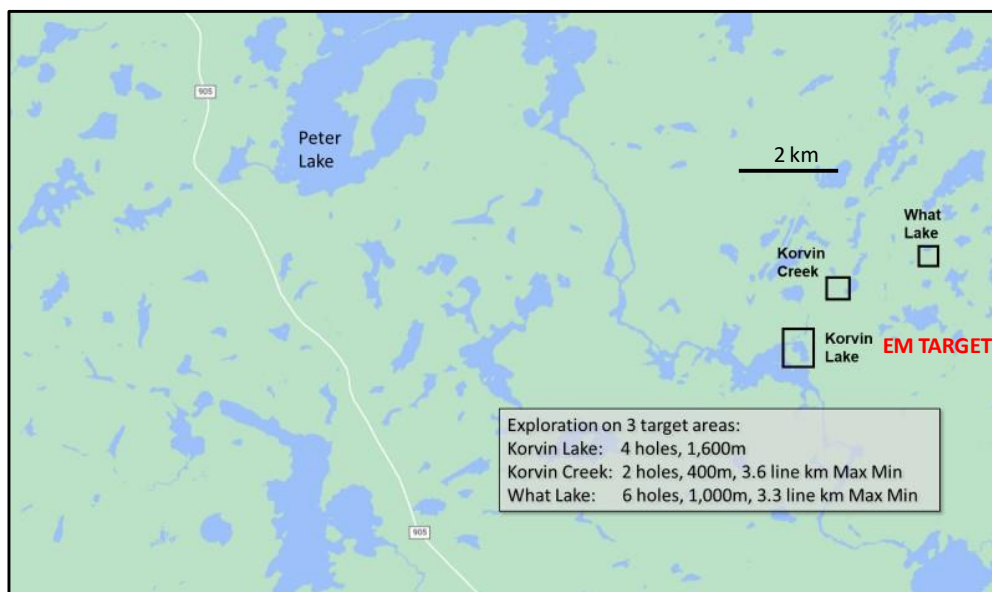 905
Peter
Lake
2 km
What
Lake
Korvin
Creek
Korvin
Lake
EM TARGET
Exploration on 3 target areas:
Korvin Lake: 4 holes, 1,600m
Korvin Creek: 2 holes, 400m, 3.6 line km Max Min
What Lake: 6 holes, 1,000m, 3.3 line km Max Min
905